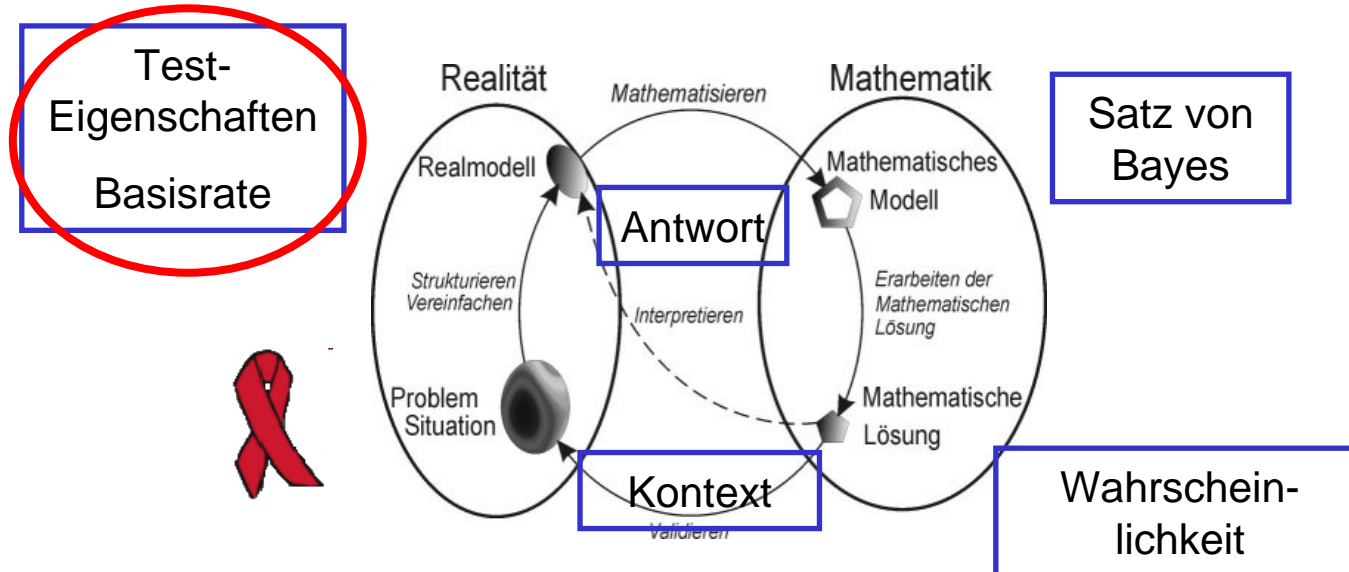 Test-
Eigenschaften
Basisrate
Realität
Mathematisieren
Mathematik
Satz von
Bayes
Realmodell
Mathematisches
Modell
Antwort
Strukturieren
Vereinfachen
Interpretieren
Erarbeiten der
Mathematischen
Lösung
Problem
Situation
Mathematische
Lösung
Kontext
Validieren
Wahrschein-
lichkeit